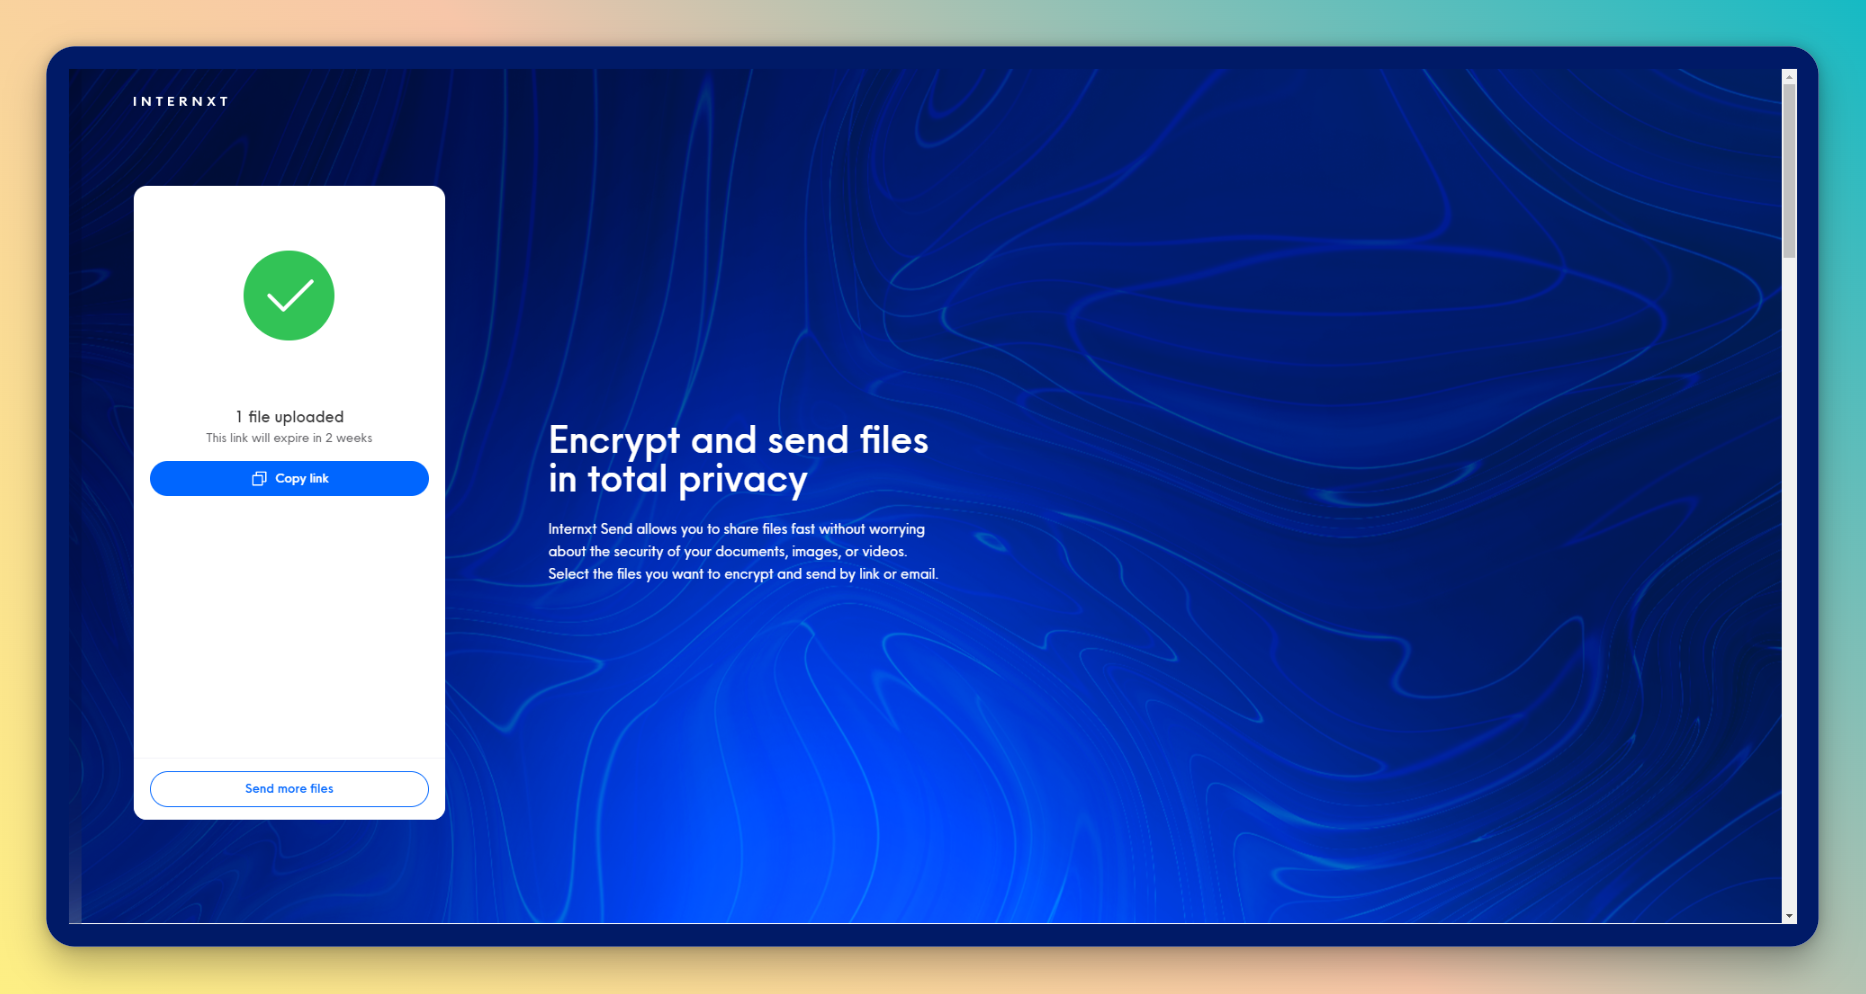 INTERNXT
1 file uploaded
This link will expire in 2 weeks
Copy link
Send more files
Encrypt and send files
in total privacy
Internxt Send allows you to share files fast without worrying
about the security of your documents, images, or videos.
Select the files you want to encrypt and send by link or email.